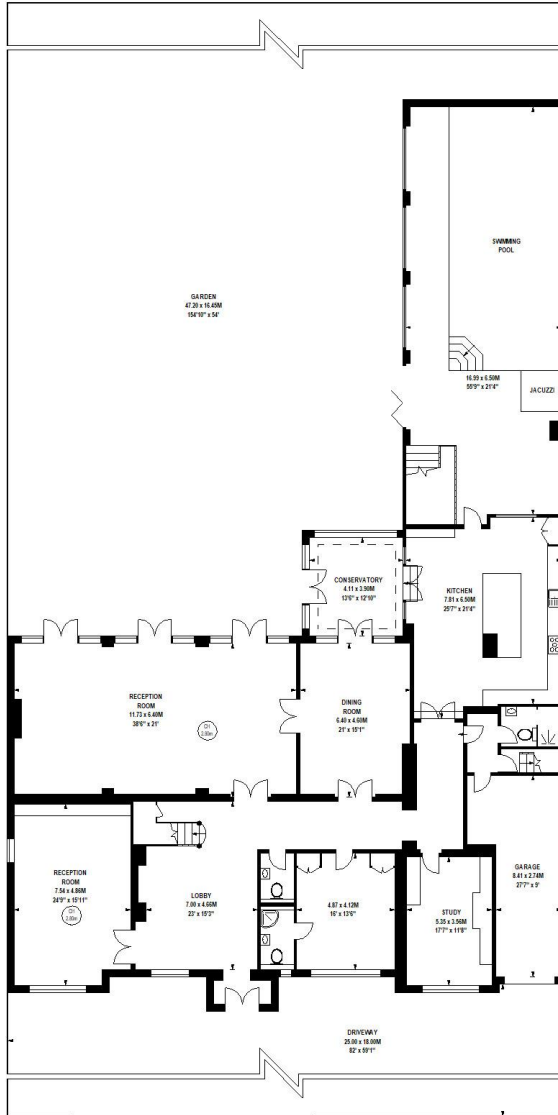 SWIMMING
POOL
GARDEN
47.20 x 16.45M
154'10" x 54'
16.99 x 6.50M
55'9" x 21'4"
JACUZZI
CONSERVATORY
4.11 x 3.90M
13'6" x 12'10"
KITCHEN
7.81 x 6.50M
25'7" x 21'4"
RECEPTION
ROOM
11.73 x 6.40M
38'6" x 21'
DINING
ROOM
6.40 x 4.60M
21' x 15'1"
RECEPTION
ROOM
7.54 x 4.86M
24'9" x 15'11"
LOBBY
7.00 x 4.66M
23' x 15'3"
4.87 x 4.12M
16' x 13'6"
STUDY
5.35 x 3.56M
17'7" x 11'8"
GARAGE
8.41 x 2.74M
27'7" x 9'
DRIVEWAY
25.00 x 18.00M
82' x 59'1"